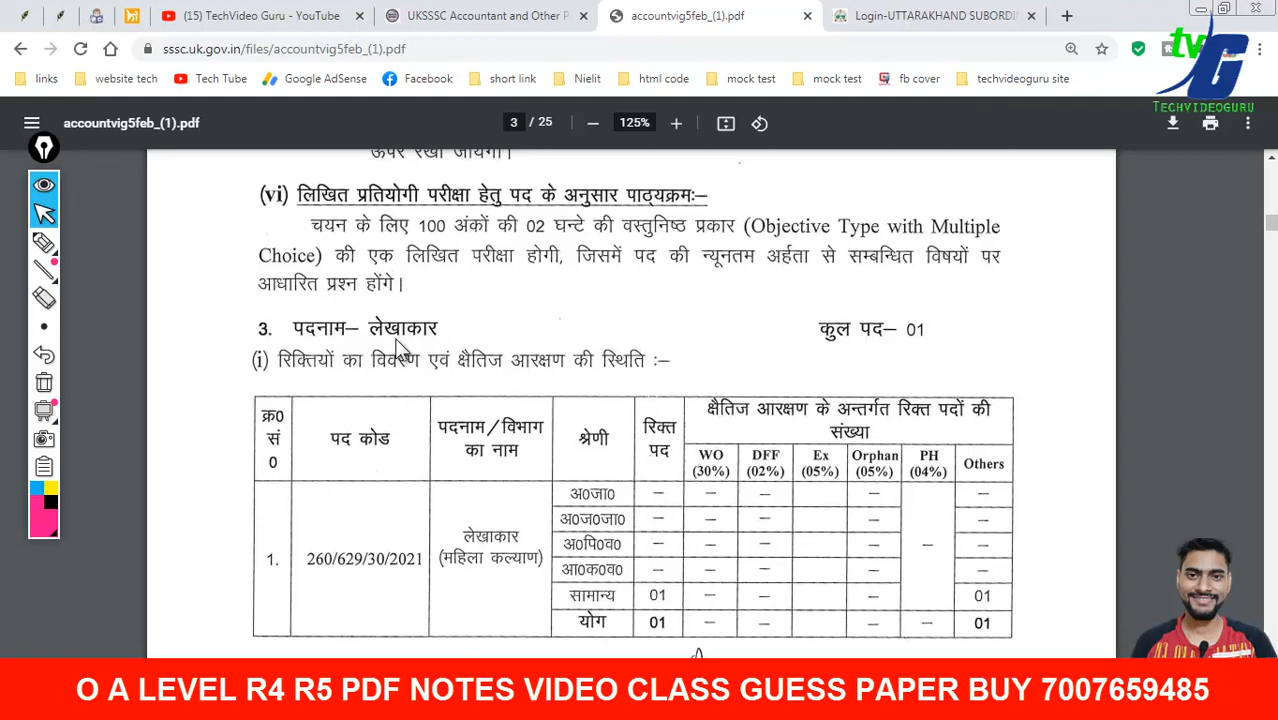 (15) TechVideo Guru - YouTube
UKSSSC Accountant and Other P
accountvig5feb_(1).pdf
Login-UTTARAKHAND SUBORDIN
sssc.uk.gov.in/files/accountvig5feb_(1).pdf
links website tech Tech Tube Google AdSense Facebook short link Nielit html code mock test mock test fb cover techvideoguru site
tv G
TECHVIDEOGURU
accountvig5feb_(1).pdf 3 / 25 125%
ऊपर रखा जायेगा।
(vi) लिखित प्रतियोगी परीक्षा हेतु पद के अनुसार पाठ्यक्रमः–
चयन के लिए 100 अंकों की 02 घन्टे की वस्तुनिष्ठ प्रकार (Objective Type with Multiple
Choice) की एक लिखित परीक्षा होगी, जिसमें पद की न्यूनतम अर्हता से सम्बन्धित विषयों पर
आधारित प्रश्न होंगे।
3. पदनाम– लेखाकार कुल पद– 01
(i) रिक्तियों का विवरण एवं क्षैतिज आरक्षण की स्थिति :–
क्र0 सं 0 पद कोड पदनाम/विभाग का नाम श्रेणी रिक्त पद क्षैतिज आरक्षण के अन्तर्गत रिक्त पदों की संख्या
WO (30%) DFF (02%) Ex (05%) Orphan (05%) PH (04%) Others
1. 260/629/30/2021 लेखाकार (महिला कल्याण)
अ0जा0 – – – – –
अ0ज0जा0 – – – – –
अ0पि0व0 – – – – – –
आ0क0व0 – – – – –
सामान्य 01 – – – 01
योग 01 – – – – 01
O A LEVEL R4 R5 PDF NOTES VIDEO CLASS GUESS PAPER BUY 7007659485